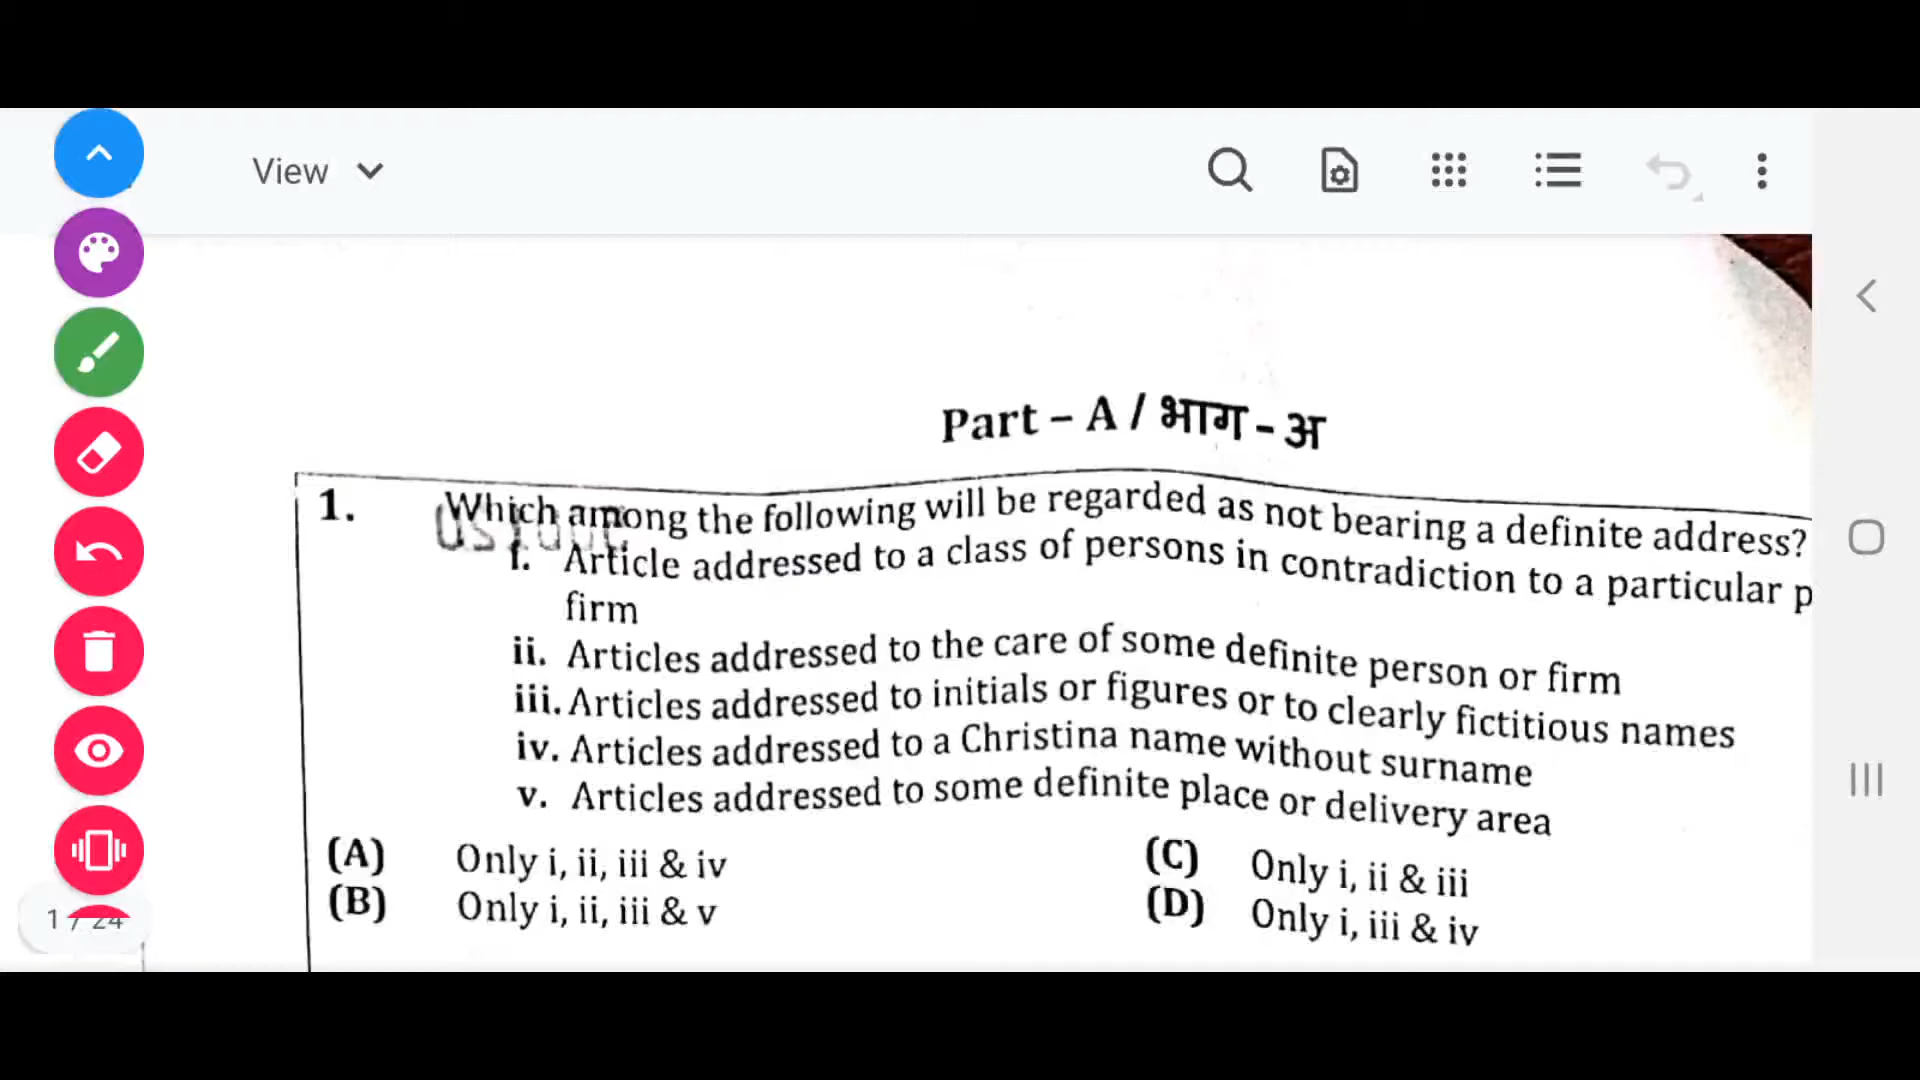 View
Part – A / भाग – अ
1. Which among the following will be regarded as not bearing a definite address?
i. Article addressed to a class of persons in contradiction to a particular p
firm
ii. Articles addressed to the care of some definite person or firm
iii. Articles addressed to initials or figures or to clearly fictitious names
iv. Articles addressed to a Christina name without surname
v. Articles addressed to some definite place or delivery area
(A) Only i, ii, iii & iv
(C) Only i, ii & iii
(B) Only i, ii, iii & v
(D) Only i, iii & iv
1 / 24